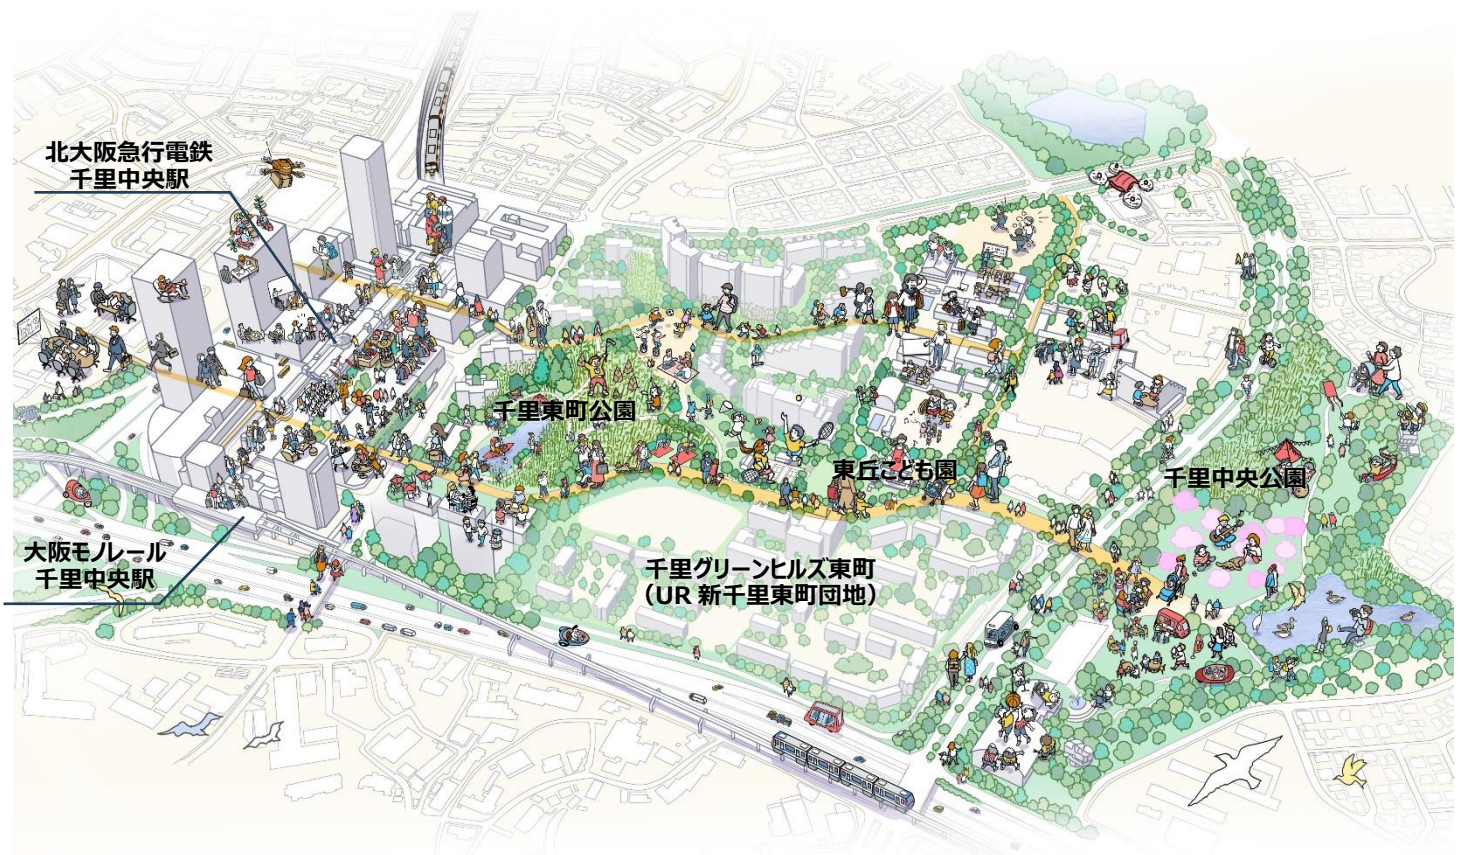 北大阪急行電鉄
千里中央駅
千里東町公園
東丘こども園
千里中央公園
大阪モノレール
千里中央駅
千里グリーンヒルズ東町
（UR 新千里東町団地）